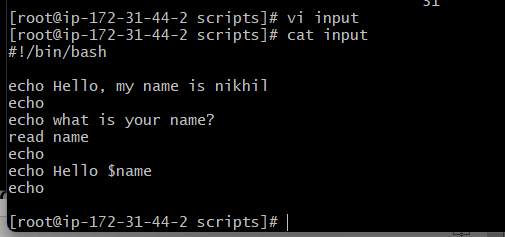 31
[root@ip-172-31-44-2 scripts]# vi input
[root@ip-172-31-44-2 scripts]# cat input
#!/bin/bash
echo Hello, my name is nikhil
echo
echo what is your name?
read name
echo
echo Hello $name
echo
[root@ip-172-31-44-2 scripts]#